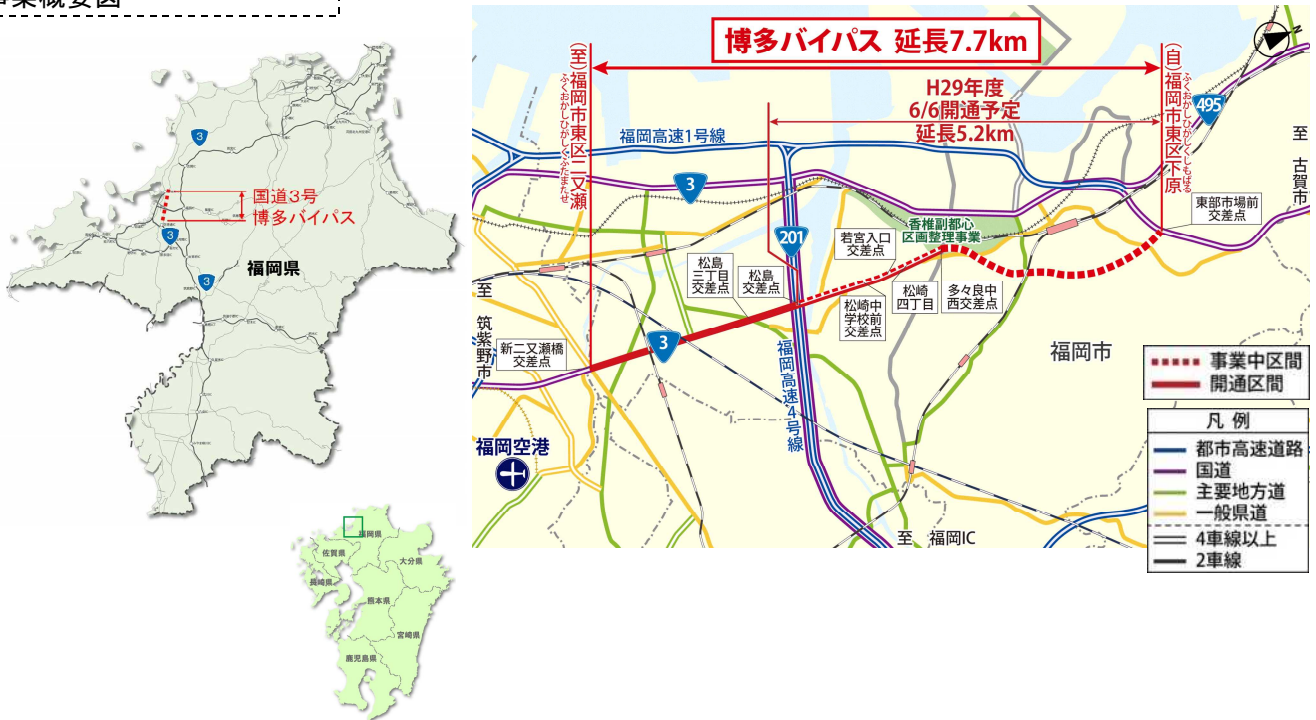 事業概要図
3
国道3号
博多バイパス
3
3
福岡県
福岡県
佐賀県
大分県
長崎県
熊本県
宮崎県
鹿児島県
博多バイパス 延長7.7km
(至)福岡市東区二又瀬
ふくおかしひがしくふたまたせ
(自)福岡市東区下原
ふくおかしひがしくしもばる
H29年度
6/6開通予定
延長5.2km
N
495
至 古賀市
福岡高速1号線
3
201
東部市場前
交差点
香椎副都心
区画整理事業
若宮入口
交差点
松島
三丁目
交差点
松島
交差点
松崎中
学校前
交差点
松崎
四丁目
多々良中
西交差点
至 筑紫野市
新二又瀬橋
交差点
3
福岡高速4号線
福岡市
福岡空港
至 福岡IC
事業中区間
開通区間
凡例
都市高速道路
国道
主要地方道
一般県道
4車線以上
2車線